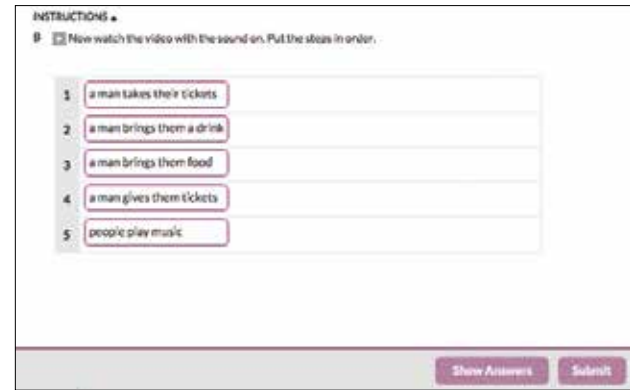 INSTRUCTIONS
B Now watch the video with the sound on. Put the steps in order.
1 a man takes their tickets
2 a man brings them a drink
3 a man brings them food
4 a man gives them tickets
5 people play music
Show Answers Submit